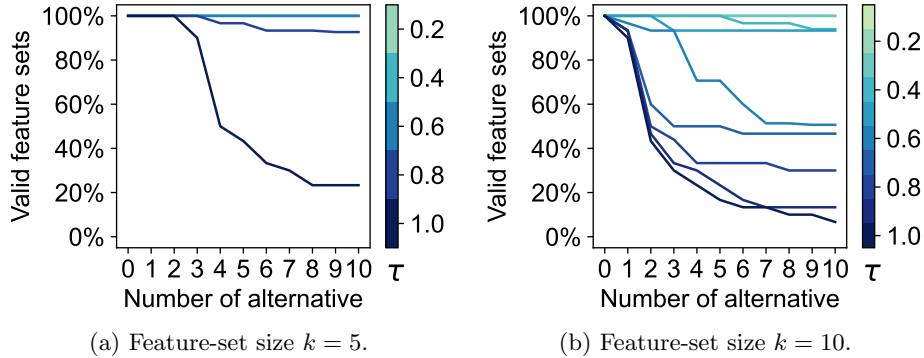 100%
80%
60%
40%
20%
0%
Valid feature sets
0 1 2 3 4 5 6 7 8 9 10
Number of alternative
0.2
0.4
0.6
0.8
1.0
τ
(a) Feature-set size k = 5.
100%
80%
60%
40%
20%
0%
Valid feature sets
0 1 2 3 4 5 6 7 8 9 10
Number of alternative
0.2
0.4
0.6
0.8
1.0
τ
(b) Feature-set size k = 10.